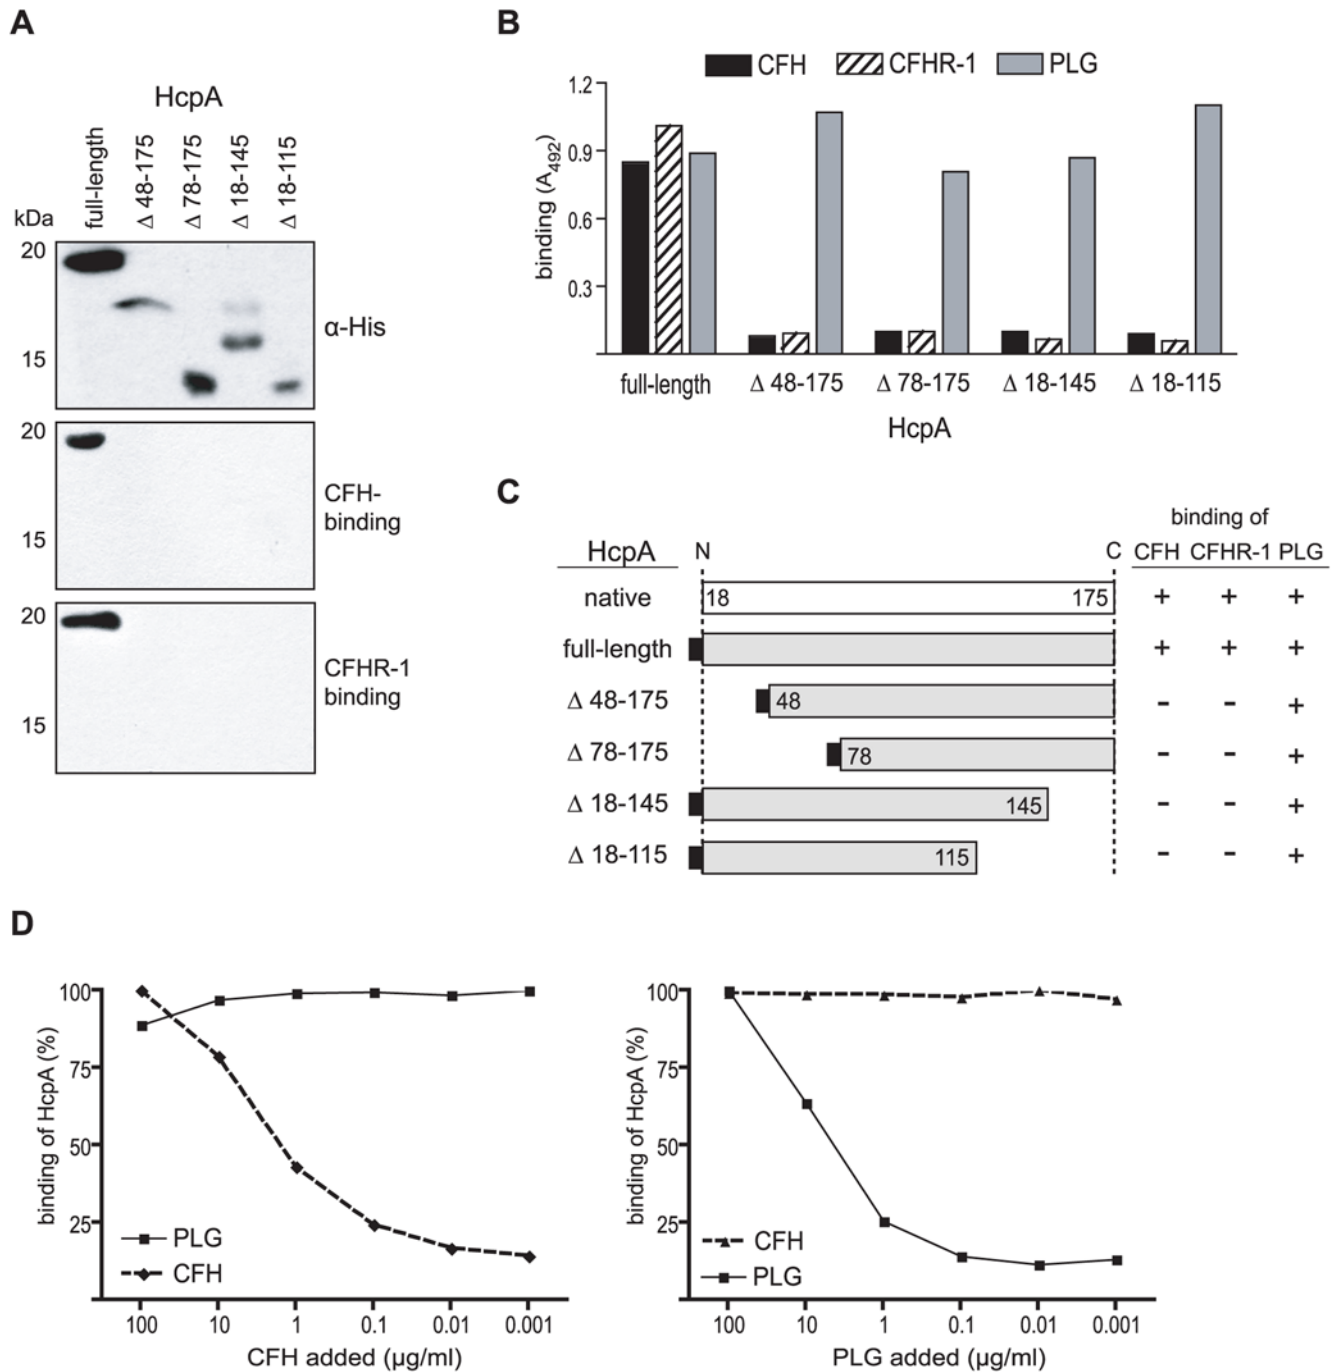 A
HcpA
full-length
Δ 48-175
Δ 78-175
Δ 18-145
Δ 18-115
kDa
20
15
α-His
20
15
CFH-
binding
20
15
CFHR-1
binding
B
CFH CFHR-1 PLG
binding (A492)
1.2
0.9
0.6
0.3
full-length Δ 48-175 Δ 78-175 Δ 18-145 Δ 18-115
HcpA
C
binding of
HcpA N C CFH CFHR-1 PLG
native 18 175 + + +
full-length + + +
Δ 48-175 48 - - +
Δ 78-175 78 - - +
Δ 18-145 145 - - +
Δ 18-115 115 - - +
D
binding of HcpA (%)
100
75
50
25
PLG
CFH
100 10 1 0.1 0.01 0.001
CFH added (µg/ml)
binding of HcpA (%)
100
75
50
25
CFH
PLG
100 10 1 0.1 0.01 0.001
PLG added (µg/ml)